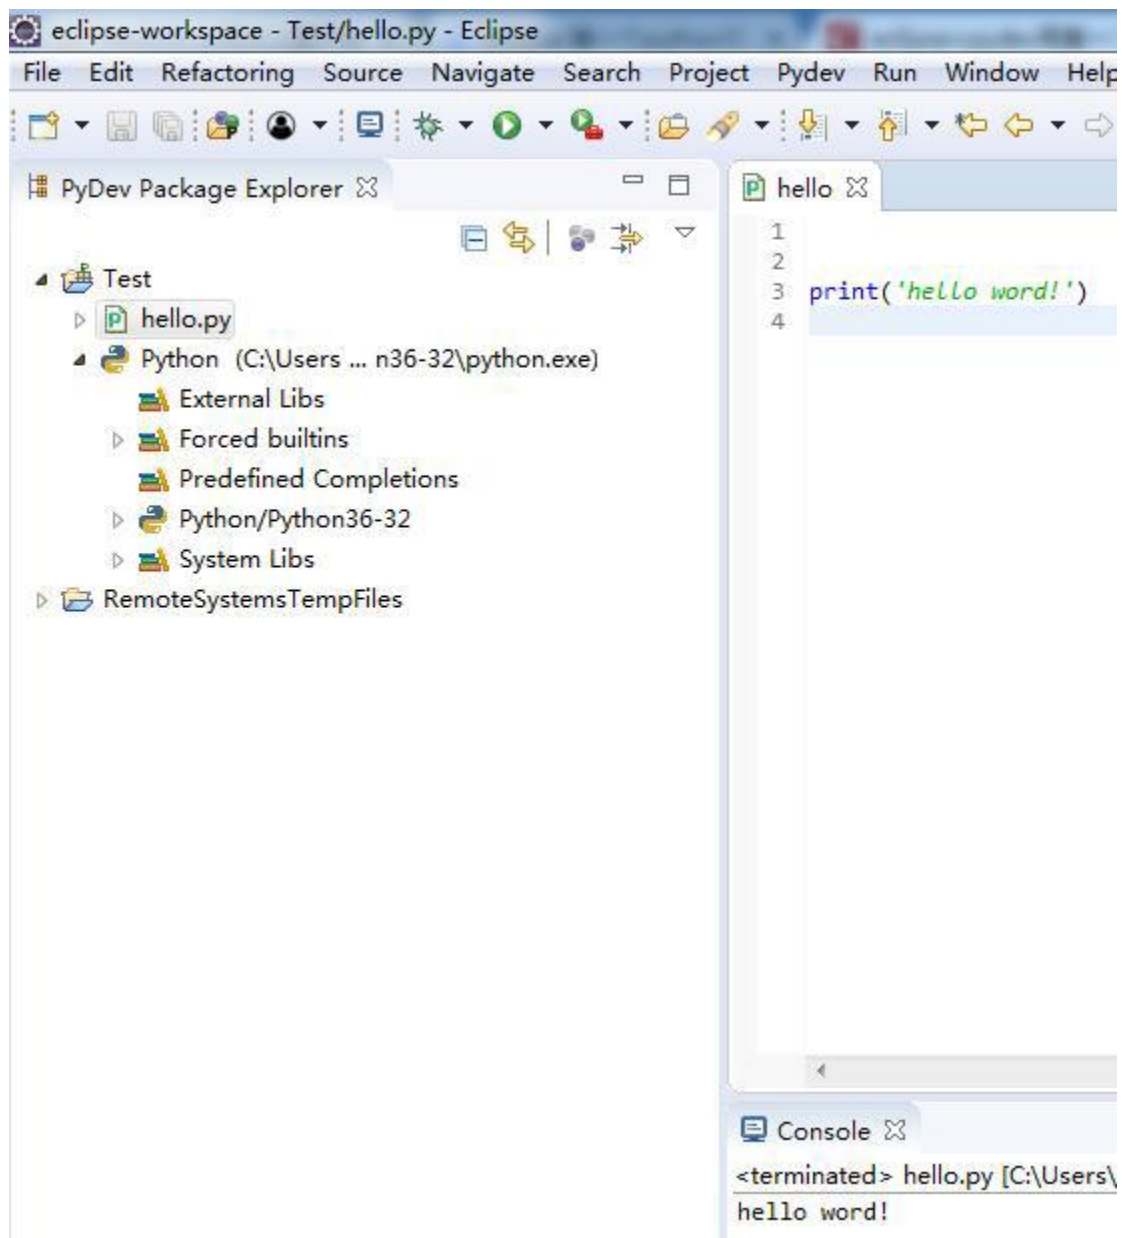 eclipse-workspace - Test/hello.py - Eclipse
File Edit Refactoring Source Navigate Search Project Pydev Run Window Help
PyDev Package Explorer
hello
1
2
3 print('hello word!')
4
Test
hello.py
Python (C:\Users ... n36-32\python.exe)
External Libs
Forced builtins
Predefined Completions
Python/Python36-32
System Libs
RemoteSystemsTempFiles
Console
<terminated> hello.py [C:\Users\
hello word!